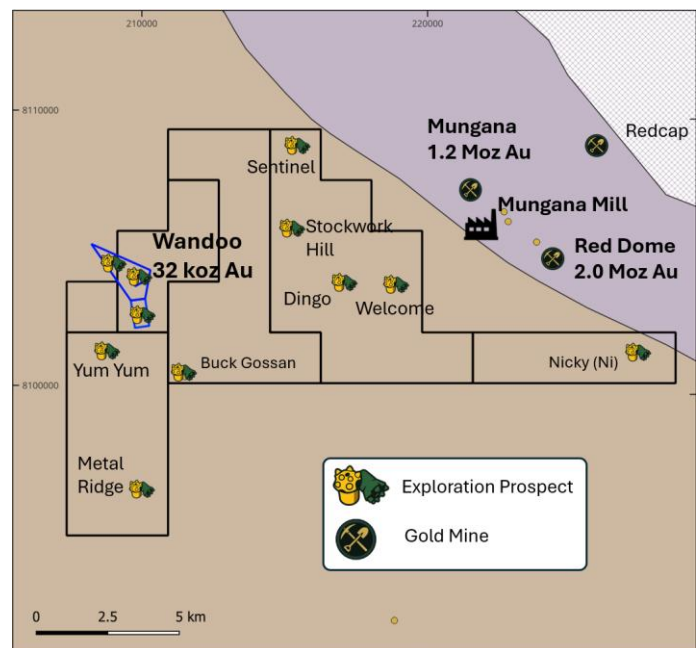 210000
220000
8110000
Mungana
1.2 Moz Au
Redcap
Sentinel
Mungana Mill
Wandoo
32 koz Au
Stockwork
Hill
Red Dome
2.0 Moz Au
Dingo
Welcome
Yum Yum
Buck Gossan
Nicky (Ni)
8100000
Metal
Ridge
Exploration Prospect
Gold Mine
0
2.5
5 km